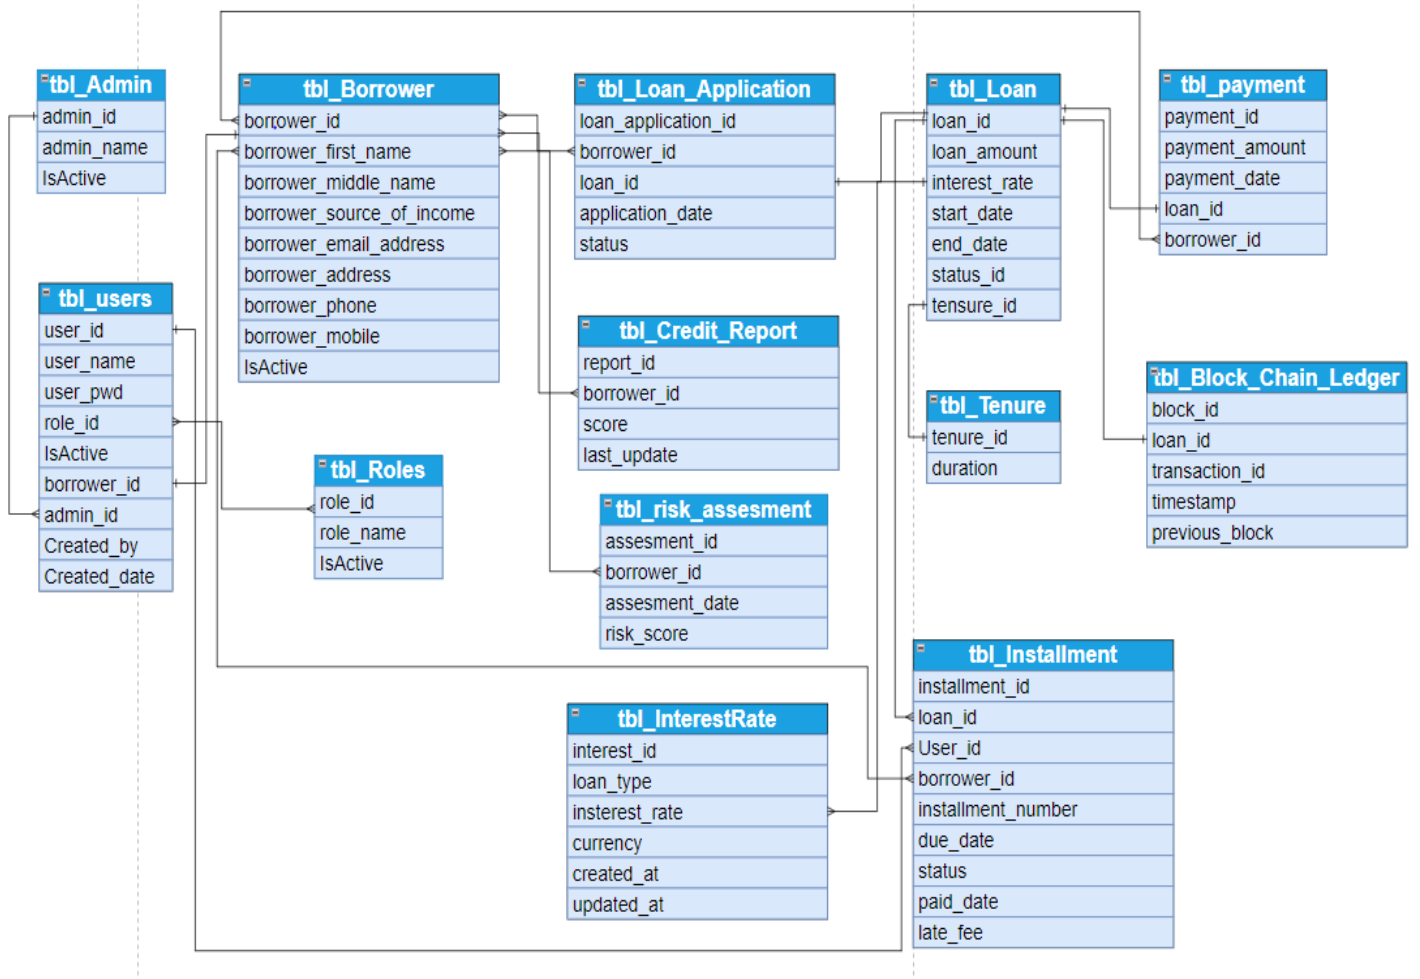 tbl_Admin
admin_id
admin_name
IsActive
tbl_users
user_id
user_name
user_pwd
role_id
IsActive
borrower_id
admin_id
Created_by
Created_date
tbl_Borrower
borrower_id
borrower_first_name
borrower_middle_name
borrower_source_of_income
borrower_email_address
borrower_address
borrower_phone
borrower_mobile
IsActive
tbl_Roles
role_id
role_name
IsActive
tbl_Loan_Application
loan_application_id
borrower_id
loan_id
application_date
status
tbl_Credit_Report
report_id
borrower_id
score
last_update
tbl_risk_assesment
assesment_id
borrower_id
assesment_date
risk_score
tbl_InterestRate
interest_id
loan_type
insterest_rate
currency
created_at
updated_at
tbl_Loan
loan_id
loan_amount
interest_rate
start_date
end_date
status_id
tensure_id
tbl_Tenure
tenure_id
duration
tbl_payment
payment_id
payment_amount
payment_date
loan_id
borrower_id
tbl_Block_Chain_Ledger
block_id
loan_id
transaction_id
timestamp
previous_block
tbl_Installment
installment_id
loan_id
User_id
borrower_id
installment_number
due_date
status
paid_date
late_fee